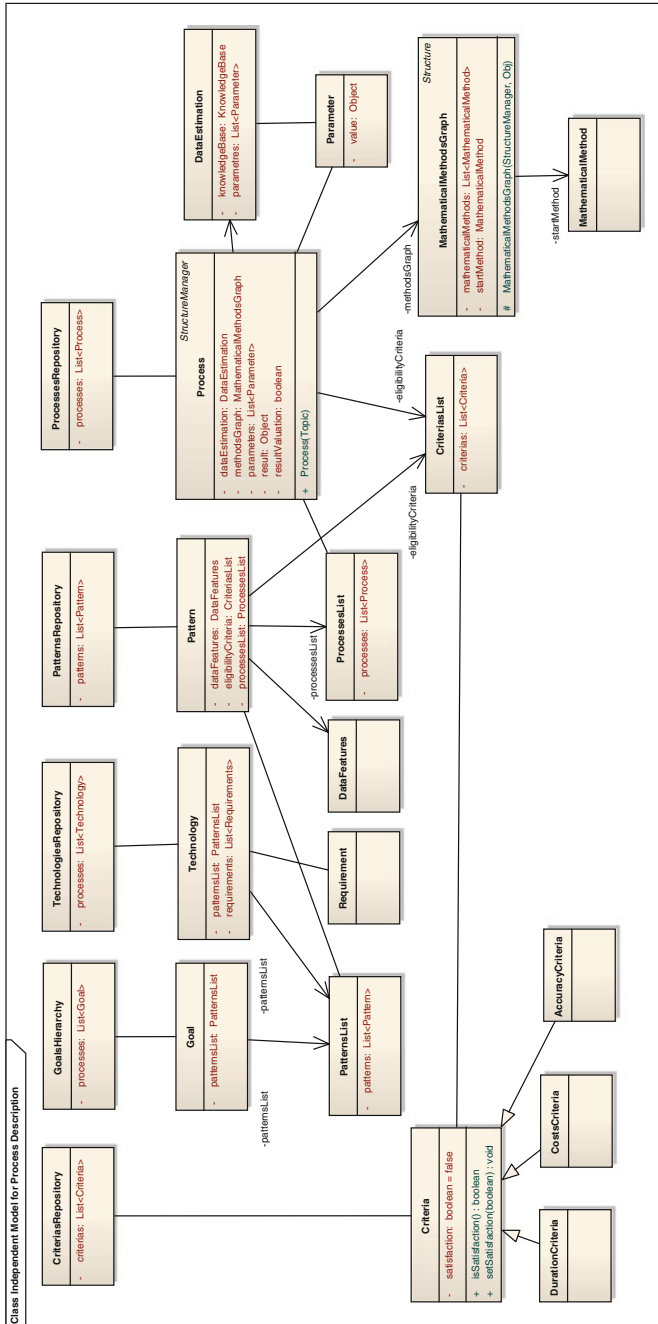 Class Independent Model for Process Description
CriteriasRepository
- criterias: List<Criteria>
GoalsHierarchy
- processes: List<Goal>
TechnologiesRepository
- processes: List<Technology>
PatternsRepository
- patterns: List<Pattern>
ProcessesRepository
- processes: List<Process>
Goal
- patternsList: PatternsList
Technology
- patternsList: PatternsList
- requirements: List<Requirements>
Pattern
- dataFeatures: DataFeatures
- eligibilityCriteria: CriteriasList
- processesList: ProcessesList
StructureManager
Process
- dataEstimation: DataEstimation
- methodsGraph: MathematicalMethodsGraph
- parameters: List<Parameter>
- result: Object
- resultValuation: boolean
+ Process(Topic)
DataEstimation
- knowledgeBase: KnowledgeBase
- parametres: List<Parameter>
Parameter
- value: Object
-patternsList
-patternsList
PatternsList
- patterns: List<Pattern>
Requirement
DataFeatures
-processesList
ProcessesList
- processes: List<Process>
-eligibilityCriteria
-eligibilityCriteria
CriteriasList
- criterias: List<Criteria>
-methodsGraph
Structure
MathematicalMethodsGraph
- mathematicalMethods: List<MathematicalMethod>
- startMethod: MathematicalMethod
# MathematicalMethodsGraph(StructureManager, Obj)
-startMethod
MathematicalMethod
Criteria
- satisfaction: boolean = false
+ isSatisfaction() : boolean
+ setSatisfaction(boolean) : void
DurationCriteria
CostsCriteria
AccuracyCriteria